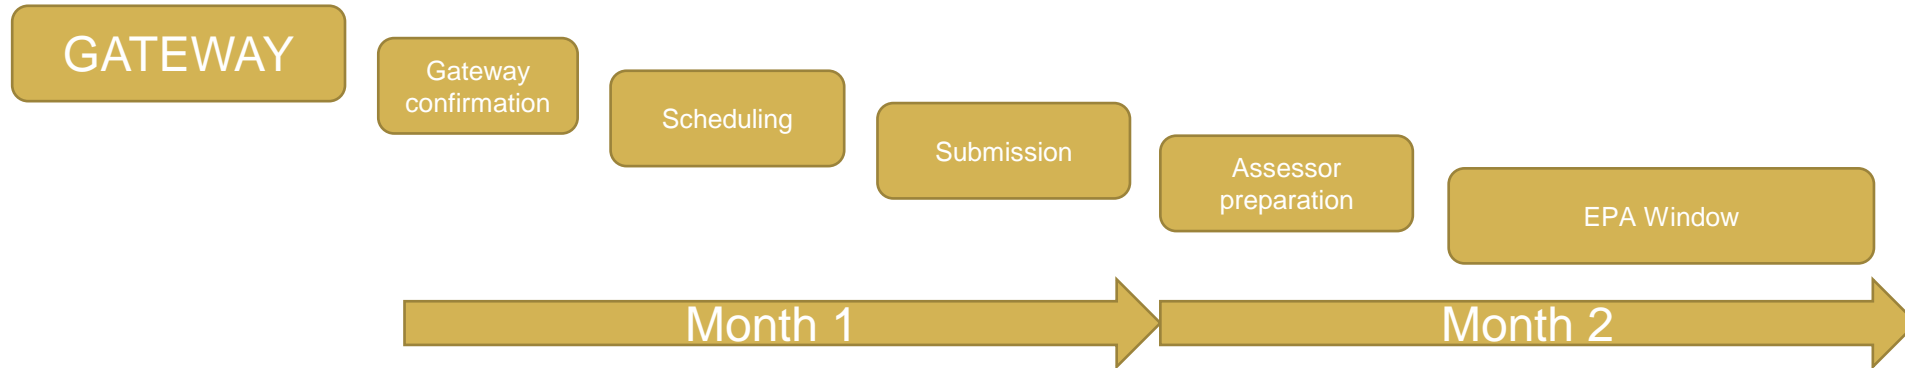 GATEWAY
Gateway
confirmation
Scheduling
Submission
Assessor
preparation
EPA Window
Month 1
Month 2